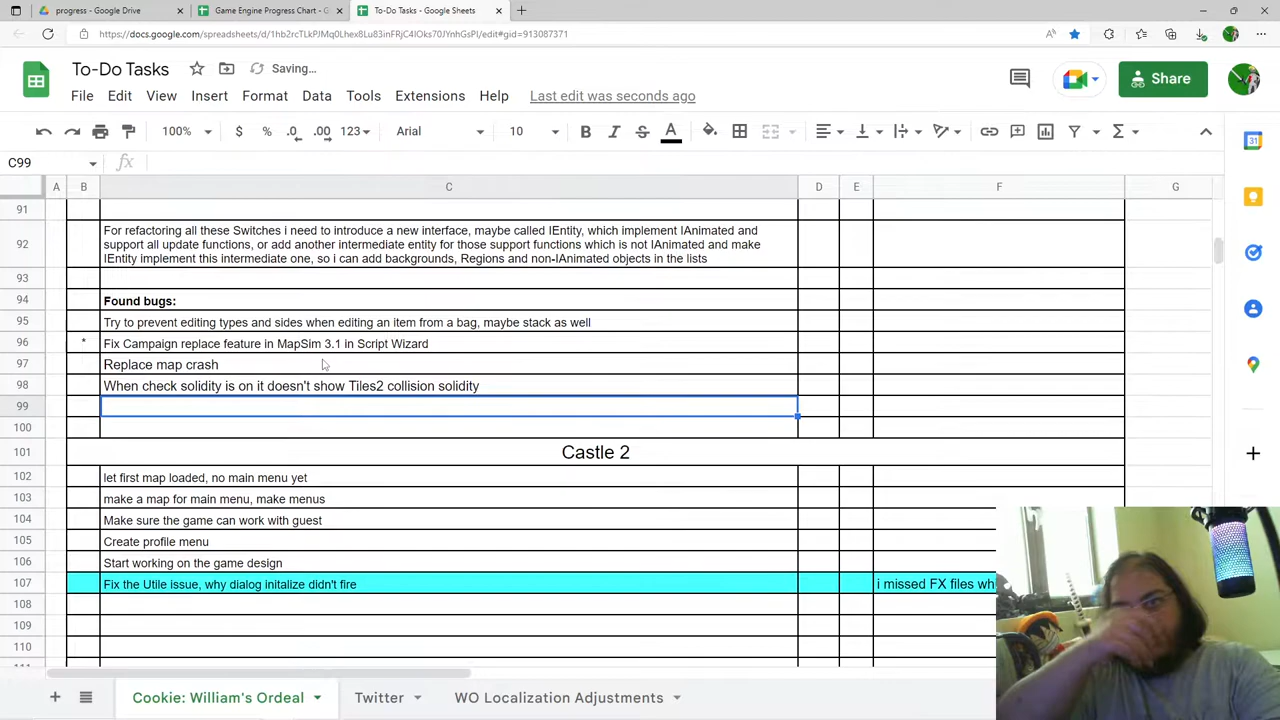 progress - Google Drive
Game Engine Progress Chart -
To-Do Tasks - Google Sheets
To-Do Tasks
Saving...
Share
File Edit View Insert Format Data Tools Extensions Help Last edit was seconds ago
100% $ % .0 .00 123 Arial 10 B I S A
C99 fx
A B C D E F G
91
92 For refactoring all these Switches i need to introduce a new interface, maybe called IEntity, which implement IAnimated and
support all update functions, or add another intermediate entity for those support functions which is not IAnimated and make
IEntity implement this intermediate one, so i can add backgrounds, Regions and non-IAnimated objects in the lists
93
94 Found bugs:
95 Try to prevent editing types and sides when editing an item from a bag, maybe stack as well
96 * Fix Campaign replace feature in MapSim 3.1 in Script Wizard
97 Replace map crash
98 When check solidity is on it doesn't show Tiles2 collision solidity
99
100
101 Castle 2
102 let first map loaded, no main menu yet
103 make a map for main menu, make menus
104 Make sure the game can work with guest
105 Create profile menu
106 Start working on the game design
107 Fix the Utile issue, why dialog initalize didn't fire i missed FX files wh
108
109
110
Cookie: William's Ordeal Twitter WO Localization Adjustments